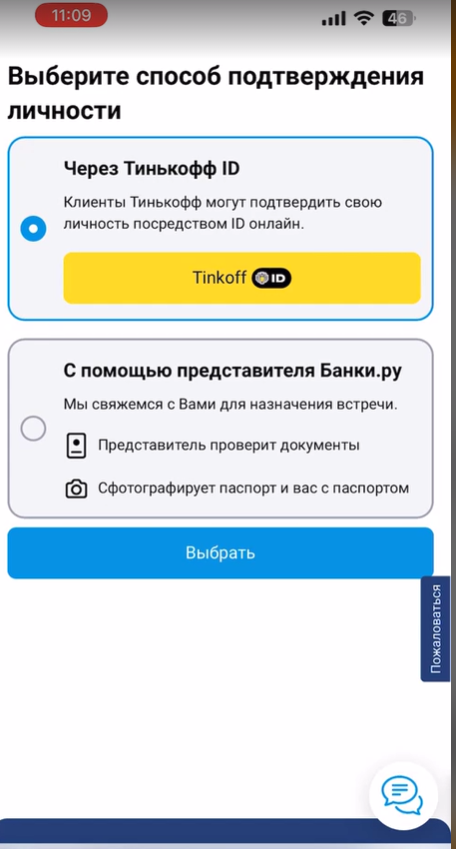 11:09
46
Выберите способ подтверждения
личности
Через Тинькофф ID
Клиенты Тинькофф могут подтвердить свою
личность посредством ID онлайн.
Tinkoff ID
С помощью представителя Банки.ру
Мы свяжемся с Вами для назначения встречи.
Представитель проверит документы
Сфотографирует паспорт и вас с паспортом
Выбрать
Пожаловаться